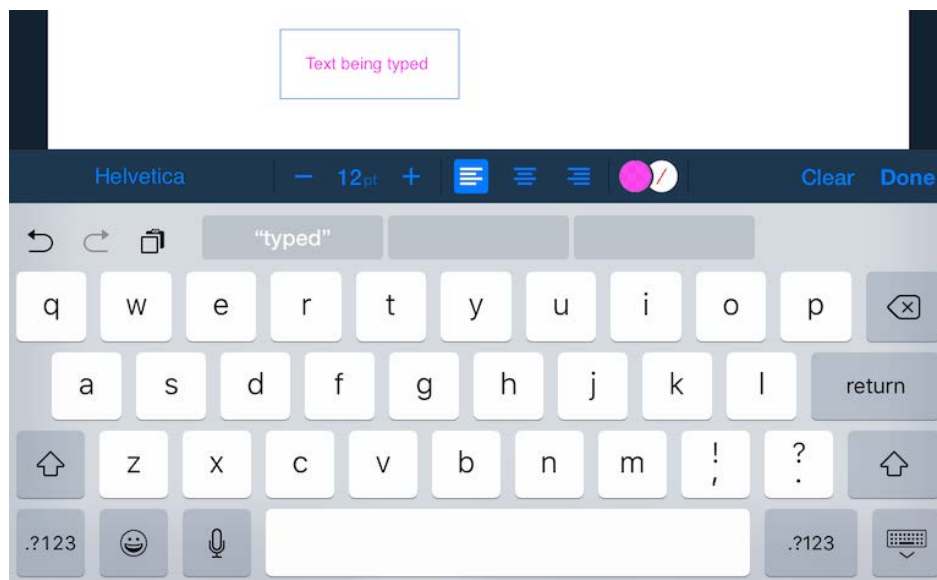 Text being typed
Helvetica − 12pt + Clear Done
“typed”
q w e r t y u i o p
a s d f g h j k l return
z x c v b n m ! , ? .
.?123 .?123